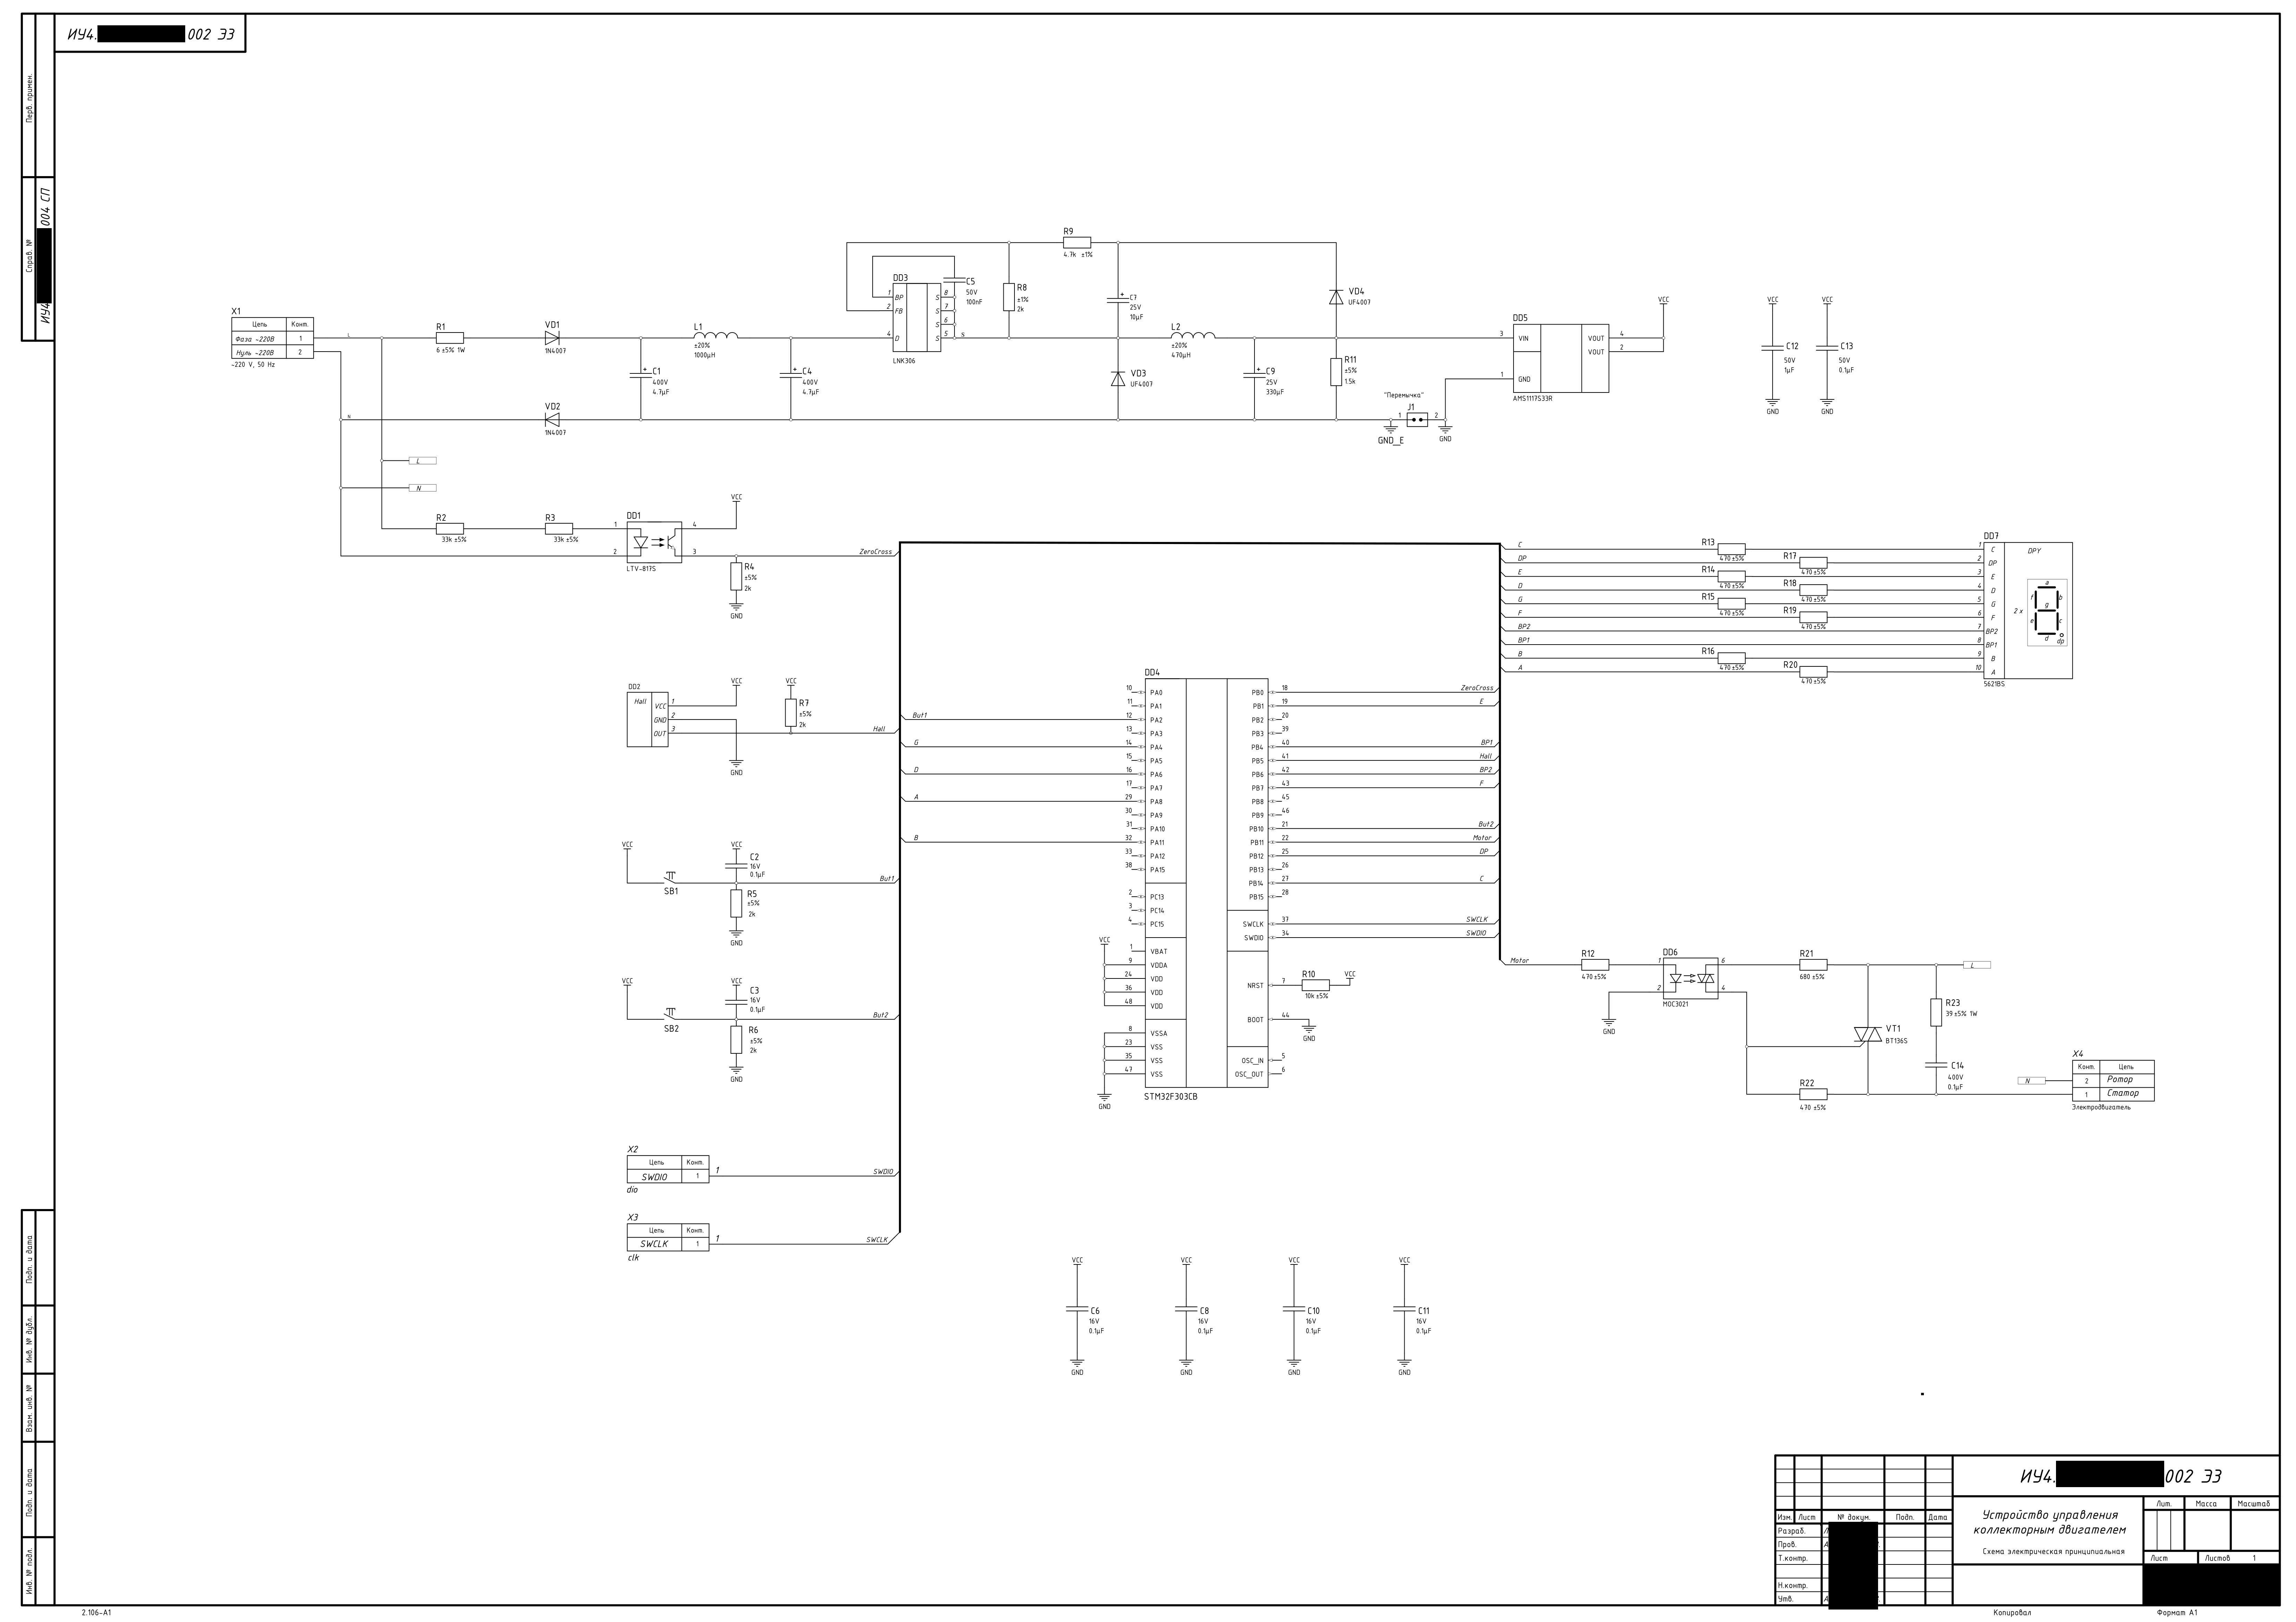 ИУ4. 002 ЭЗ
Перв. примен.
Справ. №
ИУ4 004 СП
Подп. и дата
Инв. № дубл.
Взам. инв. №
Подп. и дата
Инв. № подл.
X1
Цепь Конт.
Фаза ~220В 1
Нуль ~220В 2
~220 V, 50 Hz
L
N
R1
6 ±5% 1W
VD1
1N4007
VD2
1N4007
C1
400V
4.7µF
L1
±20%
1000µH
C4
400V
4.7µF
DD3
1 BP S 8
2 FB S 7
S 6
4 D S 5
S
LNK306
C5
50V
100nF
R8
±1%
2k
R9
4.7k ±1%
C7
25V
10µF
VD3
UF4007
L2
±20%
470µH
C9
25V
330µF
VD4
UF4007
R11
±5%
1.5k
"Перемычка"
J1
1 2
GND_E
GND
DD5
3 VIN VOUT 4
VOUT 2
1 GND
AMS1117S33R
VCC
VCC
C12
50V
1µF
GND
VCC
C13
50V
0.1µF
GND
L
N
R2
33k ±5%
R3
33k ±5%
DD1
1 4
2 3
LTV-817S
VCC
ZeroCross
R4
±5%
2k
GND
DD2
Hall
VCC 1
GND 2
OUT 3
VCC
GND
VCC
R7
±5%
2k
Hall
VCC
SB1
VCC
C2
16V
0.1µF
But1
R5
±5%
2k
GND
VCC
SB2
VCC
C3
16V
0.1µF
But2
R6
±5%
2k
GND
X2
Цепь Конт.
SWDIO 1
1
dio
SWDIO
X3
Цепь Конт.
SWCLK 1
1
clk
SWCLK
DD4
10 PA0
11 PA1
But1 12 PA2
13 PA3
G 14 PA4
15 PA5
D 16 PA6
17 PA7
A 29 PA8
30 PA9
31 PA10
B 32 PA11
33 PA12
38 PA15
2 PC13
3 PC14
4 PC15
VCC
1 VBAT
9 VDDA
24 VDD
36 VDD
48 VDD
8 VSSA
23 VSS
35 VSS
47 VSS
GND
PB0 18 ZeroCross
PB1 19 E
PB2 20
PB3 39
PB4 40 BP1
PB5 41 Hall
PB6 42 BP2
PB7 43 F
PB8 45
PB9 46
PB10 21 But2
PB11 22 Motor
PB12 25 DP
PB13 26
PB14 27 C
PB15 28
SWCLK 37 SWCLK
SWDIO 34 SWDIO
NRST 7
R10
10k ±5%
VCC
BOOT 44
GND
OSC_IN 5
OSC_OUT 6
STM32F303CB
C R13 470 ±5% 1 C
DP R17 470 ±5% 2 DP
E R14 470 ±5% 3 E
D R18 470 ±5% 4 D
G R15 470 ±5% 5 G
F R19 470 ±5% 6 F
BP2 7 BP2
BP1 8 BP1
B R16 470 ±5% 9 B
A R20 470 ±5% 10 A
DD7
DPY
2 x
a
f b
g
e c
d dp
5621BS
Motor
R12
470 ±5%
DD6
1 6
2 4
MOC3021
GND
R21
680 ±5%
L
R23
39 ±5% 1W
VT1
BT136S
C14
400V
0.1µF
R22
470 ±5%
N
X4
Конт. Цепь
2 Ротор
1 Статор
Электродвигатель
VCC
C6
16V
0.1µF
GND
VCC
C8
16V
0.1µF
GND
VCC
C10
16V
0.1µF
GND
VCC
C11
16V
0.1µF
GND
ИУ4. 002 ЭЗ
Устройство управления
коллекторным двигателем
Схема электрическая принципиальная
Лит. Масса Масштаб
Лист Листов 1
Изм. Лист № докум. Подп. Дата
Разраб.
Пров.
Т.контр.
Н.контр.
Утв.
2.106-А1
Копировал
Формат А1